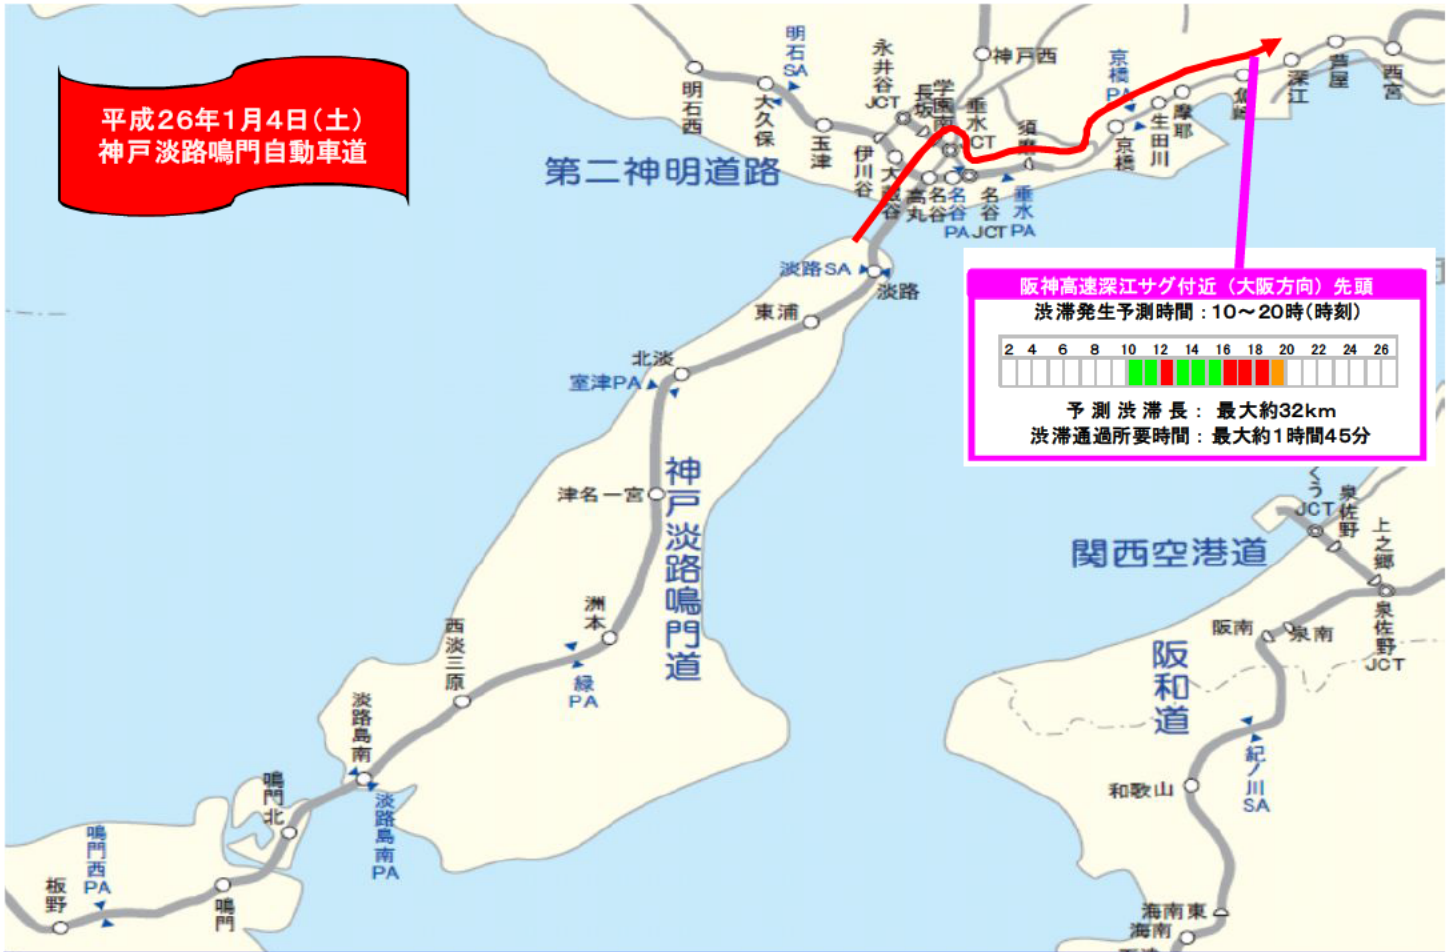 平成26年1月4日(土)
神戸淡路鳴門自動車道
明石西
明石SA
大久保
玉津
永井谷JCT
長坂
学園南
伊川谷
大蔵谷
高丸
名谷
名谷PA
名谷JCT
垂水JCT
垂水PA
須磨
神戸西
京橋PA
京橋
生田川
摩耶
魚崎
深江
芦屋
西宮
第二神明道路
淡路SA
淡路
東浦
北淡
室津PA
津名一宮
神戸淡路鳴門道
洲本
緑PA
西淡三原
淡路島南
淡路島南PA
鳴門北
鳴門西PA
板野
鳴門
阪神高速深江サグ付近(大阪方向)先頭
渋滞発生予測時間:10~20時(時刻)
2 4 6 8 10 12 14 16 18 20 22 24 26
予測渋滞長: 最大約32km
渋滞通過所要時間:最大約1時間45分
くうJCT
泉佐野
上之郷
関西空港道
泉佐野JCT
阪南
泉南
阪和道
紀ノ川SA
和歌山
海南東
海南